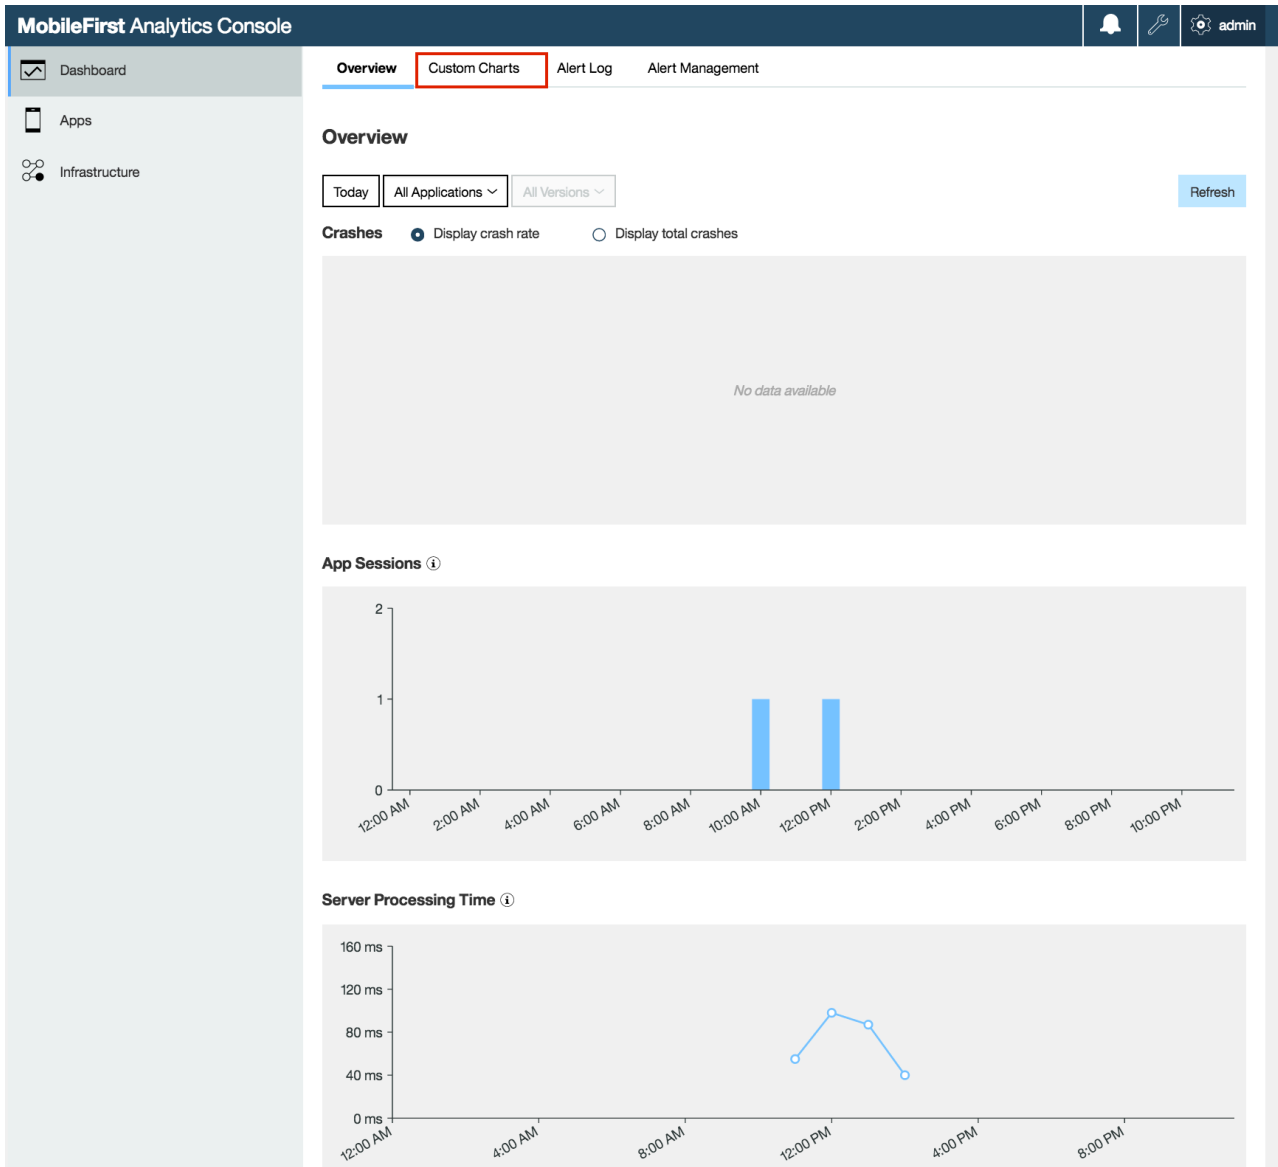 MobileFirst Analytics Console
admin
Dashboard
Apps
Infrastructure
Overview Custom Charts Alert Log Alert Management
Overview
Today All Applications All Versions Refresh
Crashes Display crash rate Display total crashes
No data available
App Sessions
2
1
0
12:00 AM 2:00 AM 4:00 AM 6:00 AM 8:00 AM 10:00 AM 12:00 PM 2:00 PM 4:00 PM 6:00 PM 8:00 PM 10:00 PM
Server Processing Time
160 ms
120 ms
80 ms
40 ms
0 ms
12:00 AM 4:00 AM 8:00 AM 12:00 PM 4:00 PM 8:00 PM